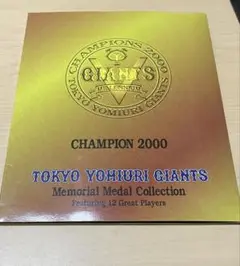 CHAMPIONS 2000
GIANTS
TOKYO YOMIURI GIANTS
CHAMPION 2000
TOKYO YOMIURI GIANTS
Memorial Medal Collection
Featuring 12 Great Players